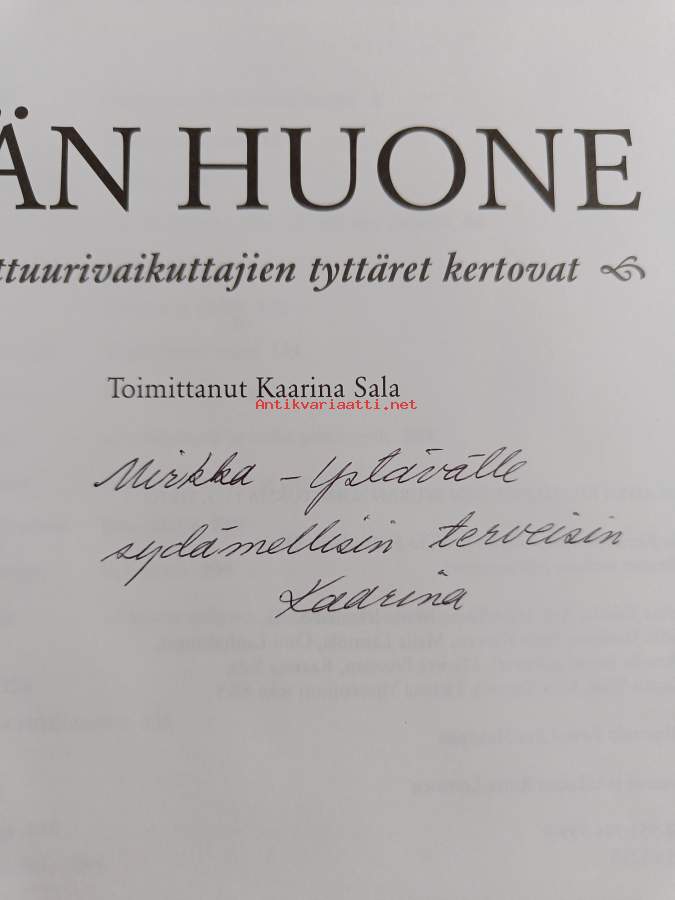 ÄN HUONE
ttuurivaikuttajien tyttäret kertovat
Toimittanut Kaarina Sala
Antikvariaatti.net
Mirkka - Ystävälle
sydämellisin terveisin
Kaarina